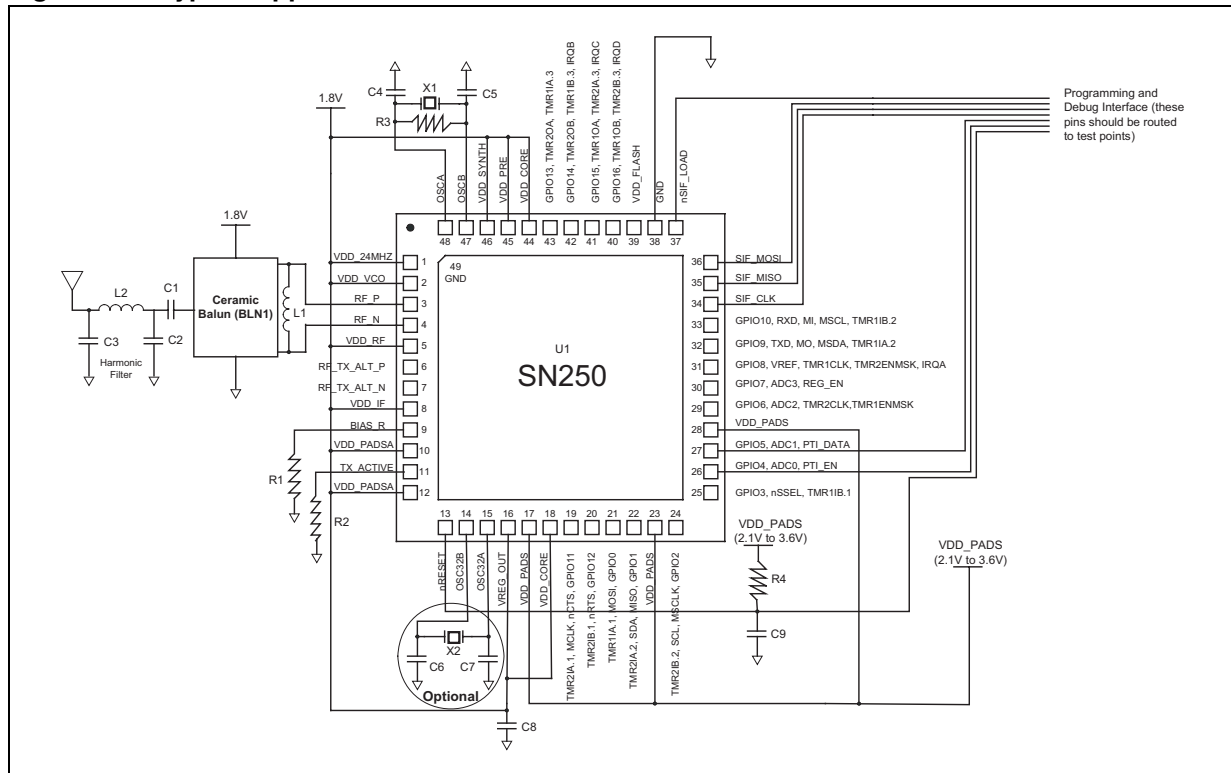 C4
X1
C5
1.8V
R3
OSCA
OSCB
VDD_SYNTH
VDD_PRE
VDD_CORE
GPIO13, TMR2OA, TMR1IA.3
GPIO14, TMR2OB, TMR1IB.3, IRQB
GPIO15, TMR1OA, TMR2IA.3, IRQC
GPIO16, TMR1OB, TMR2IB.3, IRQD
VDD_FLASH
GND
nSIF_LOAD
Programming and
Debug Interface (these
pins should be routed
to test points)
48
47
46
45
44
43
42
41
40
39
38
37
1.8V
Ceramic
Balun (BLN1)
L1
L2
C1
C3
C2
Harmonic
Filter
VDD_24MHZ
1
VDD_VCO
2
RF_P
3
RF_N
4
VDD_RF
5
RF_TX_ALT_P
6
RF_TX_ALT_N
7
VDD_IF
8
BIAS_R
9
VDD_PADSA
10
TX_ACTIVE
11
VDD_PADSA
12
R1
R2
49
GND
U1
SN250
36
SIF_MOSI
35
SIF_MISO
34
SIF_CLK
33
GPIO10, RXD, MI, MSCL, TMR1IB.2
32
GPIO9, TXD, MO, MSDA, TMR1IA.2
31
GPIO8, VREF, TMR1CLK, TMR2ENMSK, IRQA
30
GPIO7, ADC3, REG_EN
29
GPIO6, ADC2, TMR2CLK,TMR1ENMSK
28
VDD_PADS
27
GPIO5, ADC1, PTI_DATA
26
GPIO4, ADC0, PTI_EN
25
GPIO3, nSSEL, TMR1IB.1
13
14
15
16
17
18
19
20
21
22
23
24
nRESET
OSC32B
OSC32A
VREG_OUT
VDD_PADS
VDD_CORE
TMR2IA.1, MCLK, nCTS, GPIO11
TMR2IB.1, nRTS, GPIO12
TMR1IA.1, MOSI, GPIO0
TMR2IA.2, SDA, MISO, GPIO1
VDD_PADS
TMR2IB.2, SCL, MSCLK, GPIO2
VDD_PADS
(2.1V to 3.6V)
R4
C9
VDD_PADS
(2.1V to 3.6V)
X2
C6
C7
Optional
C8